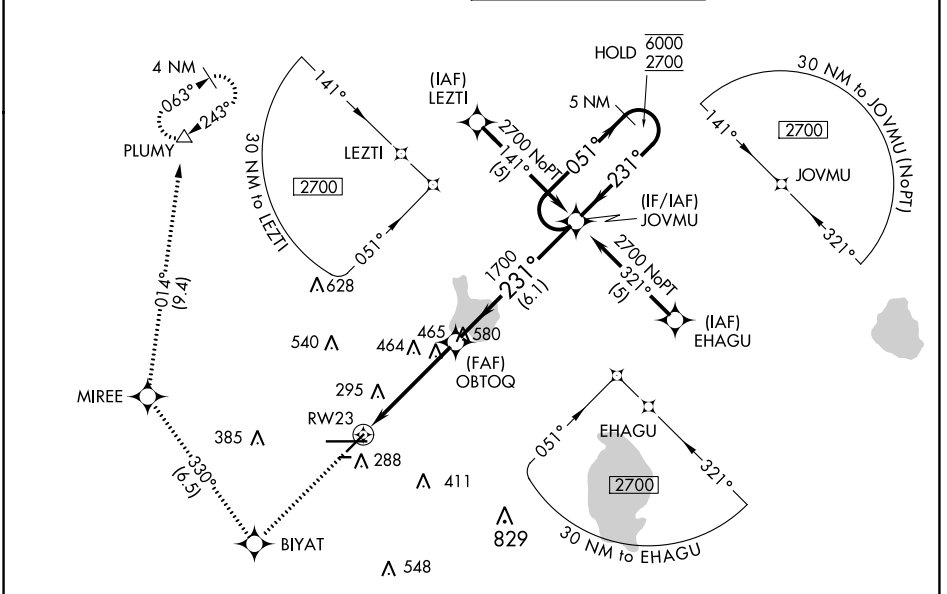 HOLD 6000
2700
5 NM
4 NM
063°
243°
PLUMY
141°
LEZTI
30 NM to LEZTI
2700
051°
(IAF)
LEZTI
2700 NoPT
141°
(5)
051°
231°
(IF/IAF)
JOVMU
30 NM to JOVMU (NoPT)
141°
2700
JOVMU
321°
2700 NoPT
321°
(5)
(IAF)
EHAGU
1700
231°
(6.1)
014°
(9.4)
628
540
464
465
580
(FAF)
OBTOQ
MIREE
295
RW23
385
288
330°
(6.5)
411
829
BIYAT
548
051°
EHAGU
321°
2700
30 NM to EHAGU